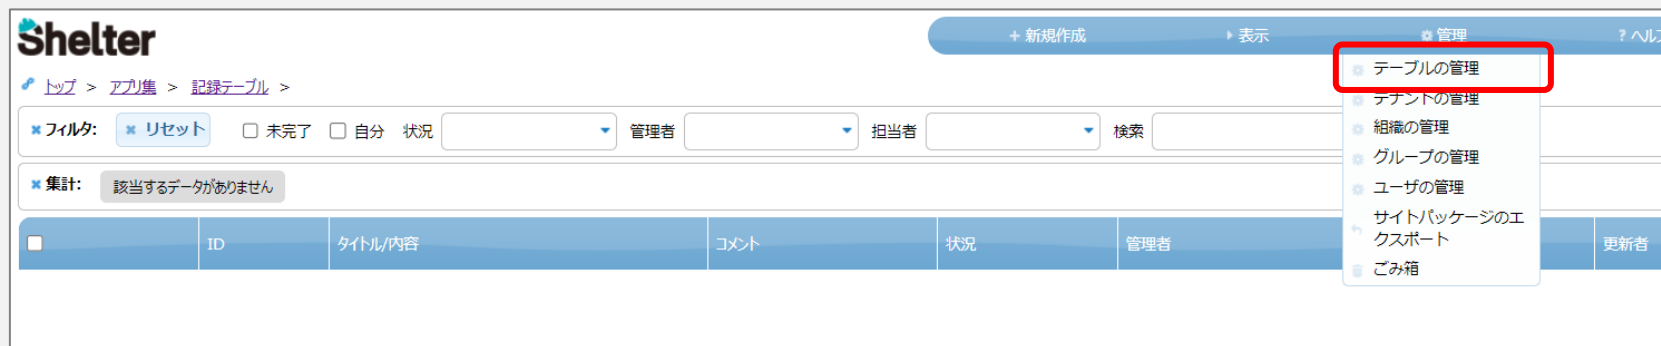 Shelter
+ 新規作成
表示
管理
? ヘル
トップ > アプリ集 > 記録テーブル >
テーブルの管理
テナントの管理
組織の管理
グループの管理
ユーザの管理
サイトパッケージのエ
クスポート
ごみ箱
フィルタ: リセット 未完了 自分 状況 管理者 担当者 検索
集計: 該当するデータがありません
ID タイトル/内容 コメント 状況 管理者 更新者